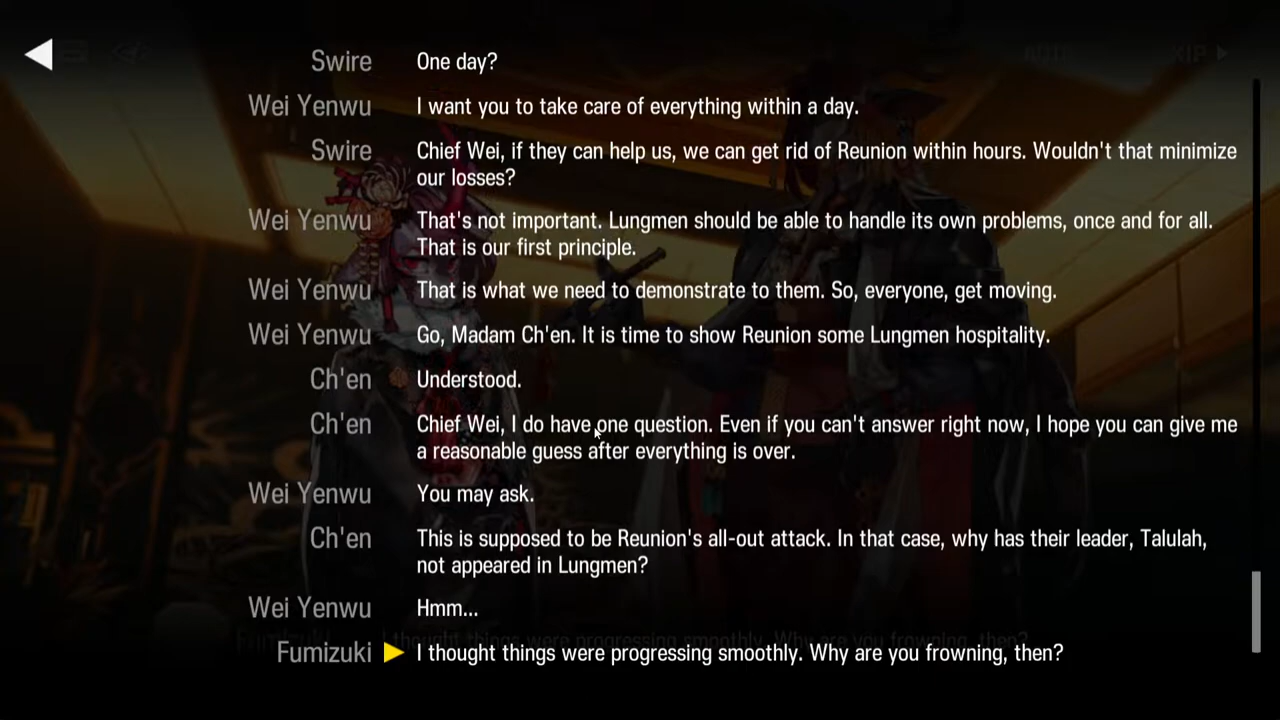 Swire One day?
Wei Yenwu I want you to take care of everything within a day.
Swire Chief Wei, if they can help us, we can get rid of Reunion within hours. Wouldn't that minimize
our losses?
Wei Yenwu That's not important. Lungmen should be able to handle its own problems, once and for all.
That is our first principle.
Wei Yenwu That is what we need to demonstrate to them. So, everyone, get moving.
Wei Yenwu Go, Madam Ch'en. It is time to show Reunion some Lungmen hospitality.
Ch'en Understood.
Ch'en Chief Wei, I do have one question. Even if you can't answer right now, I hope you can give me
a reasonable guess after everything is over.
Wei Yenwu You may ask.
Ch'en This is supposed to be Reunion's all-out attack. In that case, why has their leader, Talulah,
not appeared in Lungmen?
Wei Yenwu Hmm...
Fumizuki I thought things were progressing smoothly. Why are you frowning, then?